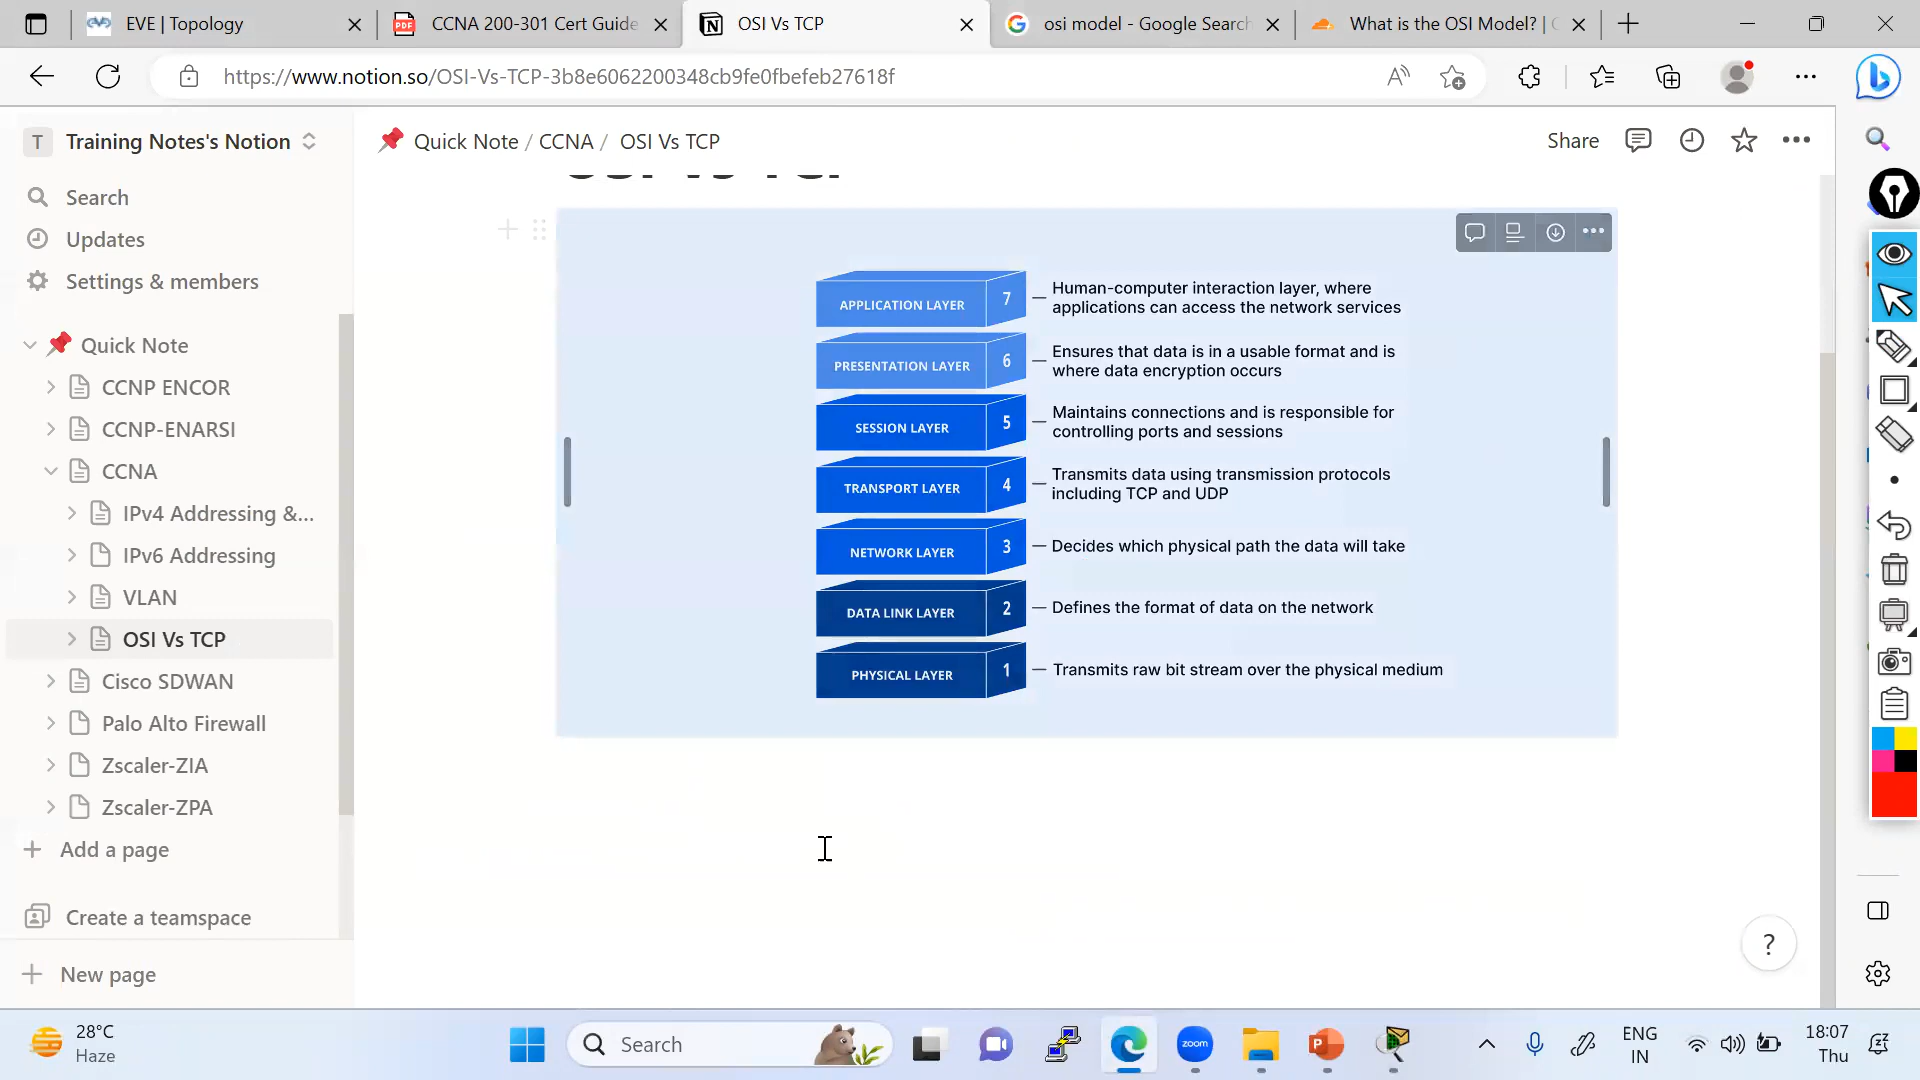 EVE | Topology
CCNA 200-301 Cert Guide
OSI Vs TCP
osi model - Google Search
What is the OSI Model? |
https://www.notion.so/OSI-Vs-TCP-3b8e6062200348cb9fe0fbefeb27618f
T Training Notes's Notion
Quick Note / CCNA / OSI Vs TCP
Share
Search
Updates
Settings & members
Quick Note
CCNP ENCOR
CCNP-ENARSI
CCNA
IPv4 Addressing &...
IPv6 Addressing
VLAN
OSI Vs TCP
Cisco SDWAN
Palo Alto Firewall
Zscaler-ZIA
Zscaler-ZPA
Add a page
Create a teamspace
New page
OSI Vs TCP
APPLICATION LAYER 7
Human-computer interaction layer, where
applications can access the network services
PRESENTATION LAYER 6
Ensures that data is in a usable format and is
where data encryption occurs
SESSION LAYER 5
Maintains connections and is responsible for
controlling ports and sessions
TRANSPORT LAYER 4
Transmits data using transmission protocols
including TCP and UDP
NETWORK LAYER 3
Decides which physical path the data will take
DATA LINK LAYER 2
Defines the format of data on the network
PHYSICAL LAYER 1
Transmits raw bit stream over the physical medium
?
28°C
Haze
Search
zoom
ENG
IN
18:07
Thu